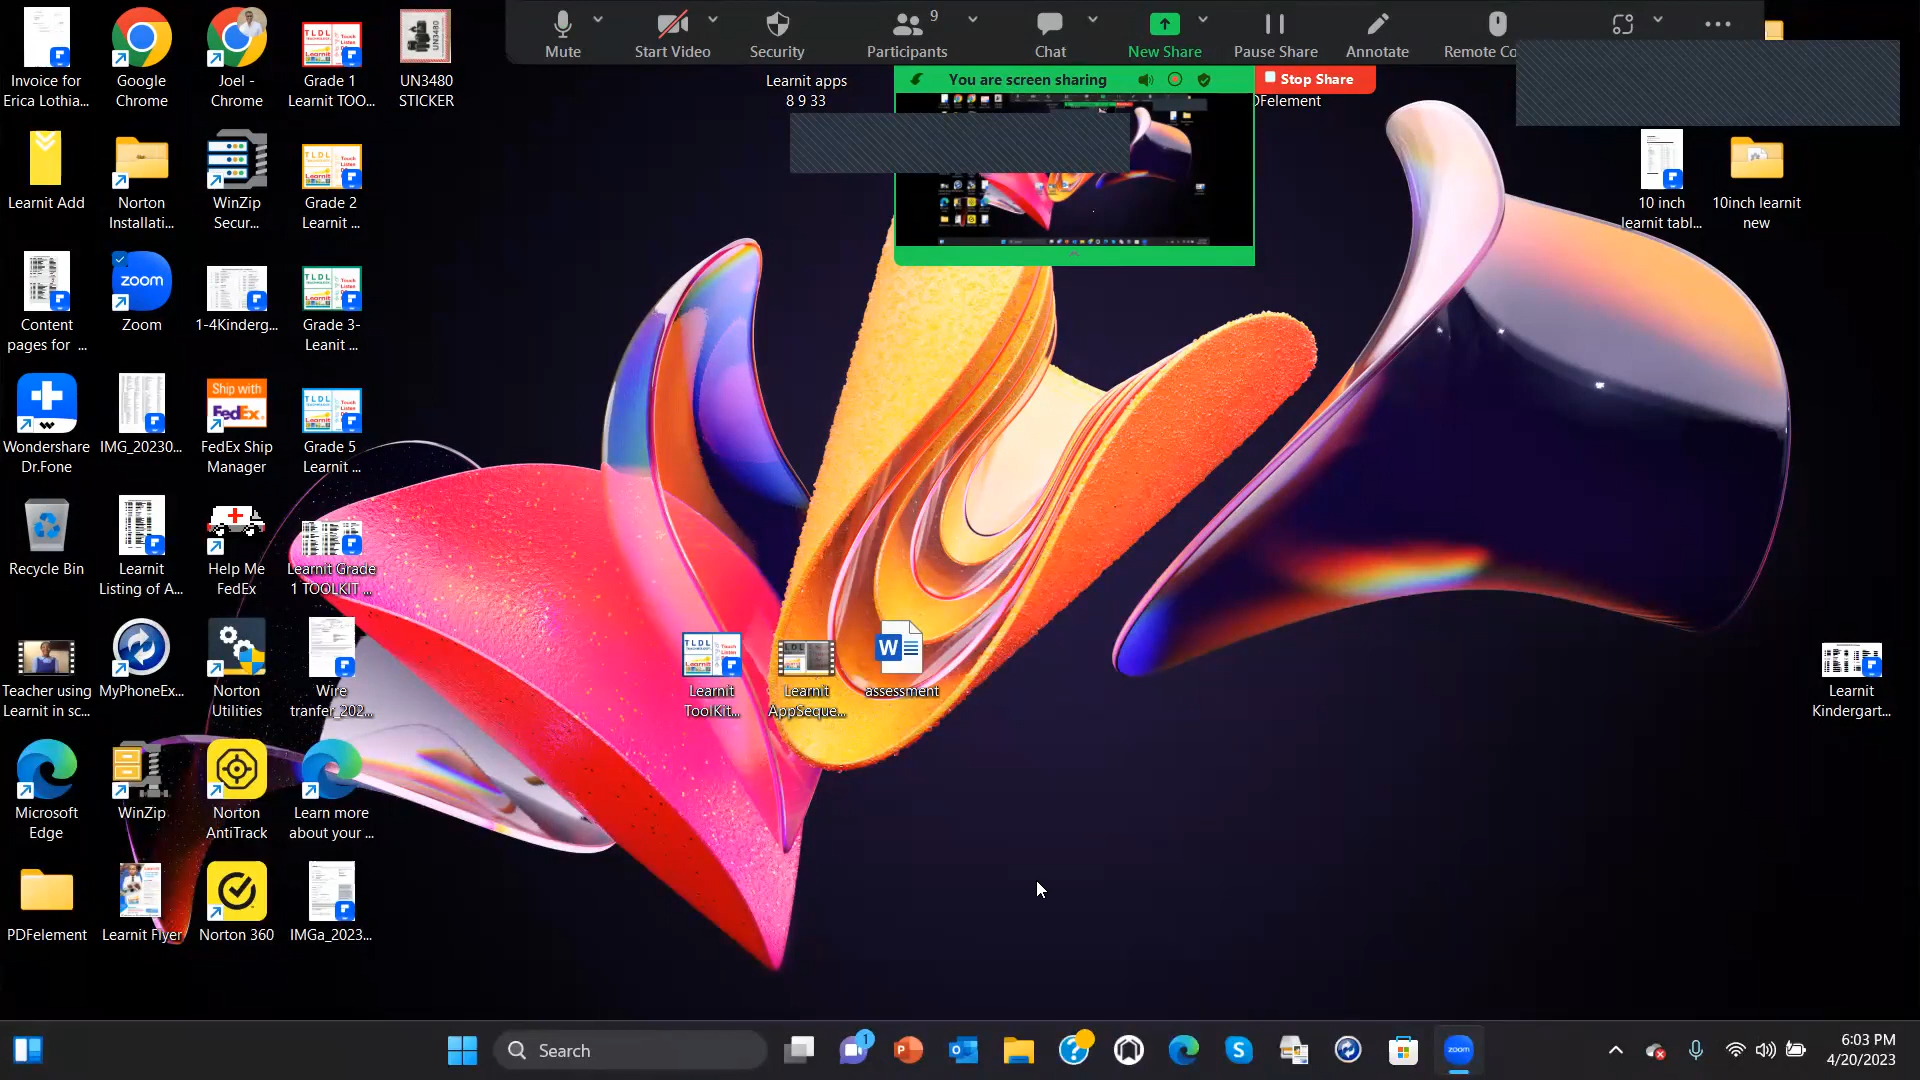 Mute
Start Video
Security
Participants
9
Chat
New Share
Pause Share
Annotate
Remote Co
You are screen sharing
Stop Share
Invoice for
Erica Lothia...
Google
Chrome
Joel -
Chrome
Grade 1
Learnit TOO...
UN3480
STICKER
Learnit apps
8 9 33
DFelement
Learnit Add
Norton
Installati...
WinZip
Secur...
Grade 2
Learnit ...
10 inch
learnit tabl...
10inch learnit
new
Content
pages for ...
zoom
Zoom
1-4Kinderg...
Grade 3-
Leanit ...
Wondershare
Dr.Fone
IMG_20230...
Ship with
FedEx
FedEx Ship
Manager
Grade 5
Learnit ...
Recycle Bin
Learnit
Listing of A...
Help Me
FedEx
Learnit Grade
1 TOOLKIT ...
Teacher using
Learnit in sc...
MyPhoneEx...
Norton
Utilities
Wire
tranfer_202...
Learnit
ToolKit...
Learnit
AppSeque...
assessment
Learnit
Kindergart...
Microsoft
Edge
WinZip
Norton
AntiTrack
Learn more
about your ...
PDFelement
Learnit Flyer
Norton 360
IMGa_2023...
Search
1
zoom
6:03 PM
4/20/2023